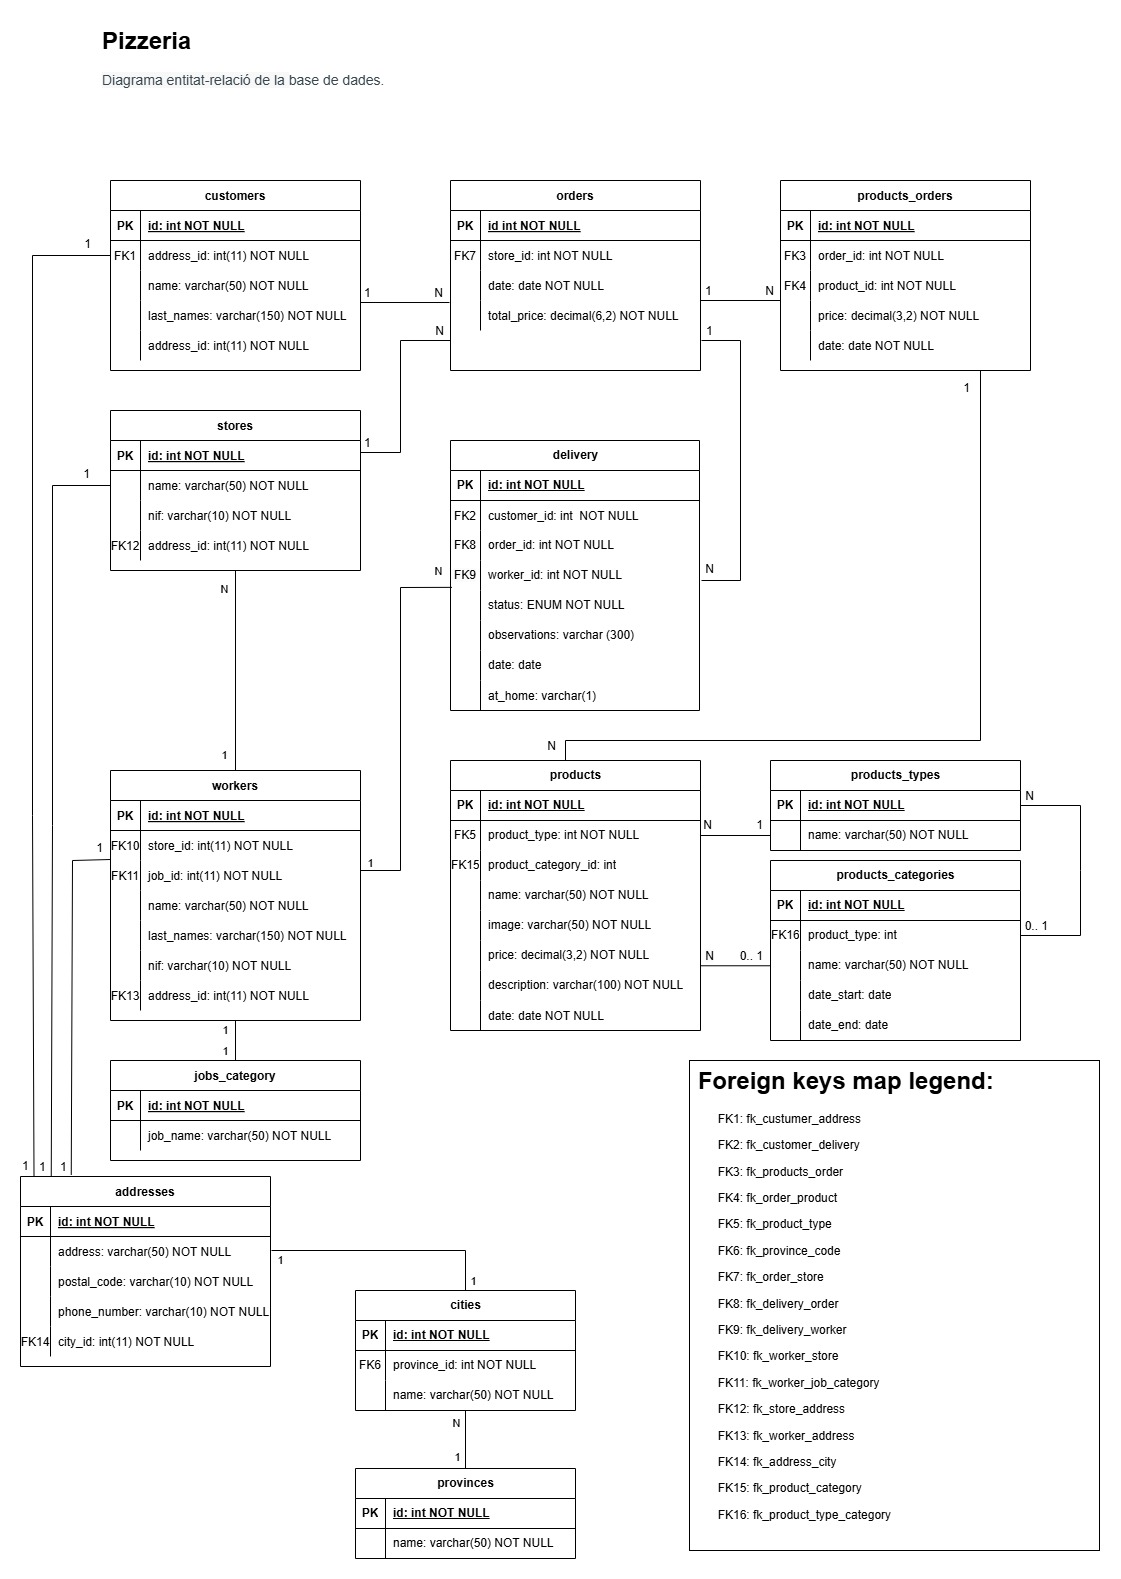 Pizzeria
Diagrama entitat-relació de la base de dades.
customers
PK id: int NOT NULL
FK1 address_id: int(11) NOT NULL
name: varchar(50) NOT NULL
last_names: varchar(150) NOT NULL
address_id: int(11) NOT NULL
1
1
N
orders
PK id int NOT NULL
FK7 store_id: int NOT NULL
date: date NOT NULL
total_price: decimal(6,2) NOT NULL
N
1
N
1
products_orders
PK id: int NOT NULL
FK3 order_id: int NOT NULL
FK4 product_id: int NOT NULL
price: decimal(3,2) NOT NULL
date: date NOT NULL
1
stores
PK id: int NOT NULL
name: varchar(50) NOT NULL
nif: varchar(10) NOT NULL
FK12 address_id: int(11) NOT NULL
1
1
N
1
delivery
PK id: int NOT NULL
FK2 customer_id: int  NOT NULL
FK8 order_id: int NOT NULL
FK9 worker_id: int NOT NULL
status: ENUM NOT NULL
observations: varchar (300)
date: date
at_home: varchar(1)
N
N
workers
PK id: int NOT NULL
FK10 store_id: int(11) NOT NULL
FK11 job_id: int(11) NOT NULL
name: varchar(50) NOT NULL
last_names: varchar(150) NOT NULL
nif: varchar(10) NOT NULL
FK13 address_id: int(11) NOT NULL
1
1
1
1
N
products
PK id: int NOT NULL
FK5 product_type: int NOT NULL
FK15 product_category_id: int
name: varchar(50) NOT NULL
image: varchar(50) NOT NULL
price: decimal(3,2) NOT NULL
description: varchar(100) NOT NULL
date: date NOT NULL
N
1
N
0.. 1
products_types
PK id: int NOT NULL
name: varchar(50) NOT NULL
N
products_categories
PK id: int NOT NULL
FK16 product_type: int
name: varchar(50) NOT NULL
date_start: date
date_end: date
0.. 1
jobs_category
PK id: int NOT NULL
job_name: varchar(50) NOT NULL
1
1
1
addresses
PK id: int NOT NULL
address: varchar(50) NOT NULL
postal_code: varchar(10) NOT NULL
phone_number: varchar(10) NOT NULL
FK14 city_id: int(11) NOT NULL
1
1
cities
PK id: int NOT NULL
FK6 province_id: int NOT NULL
name: varchar(50) NOT NULL
N
1
provinces
PK id: int NOT NULL
name: varchar(50) NOT NULL
Foreign keys map legend:
FK1: fk_custumer_address
FK2: fk_customer_delivery
FK3: fk_products_order
FK4: fk_order_product
FK5: fk_product_type
FK6: fk_province_code
FK7: fk_order_store
FK8: fk_delivery_order
FK9: fk_delivery_worker
FK10: fk_worker_store
FK11: fk_worker_job_category
FK12: fk_store_address
FK13: fk_worker_address
FK14: fk_address_city
FK15: fk_product_category
FK16: fk_product_type_category